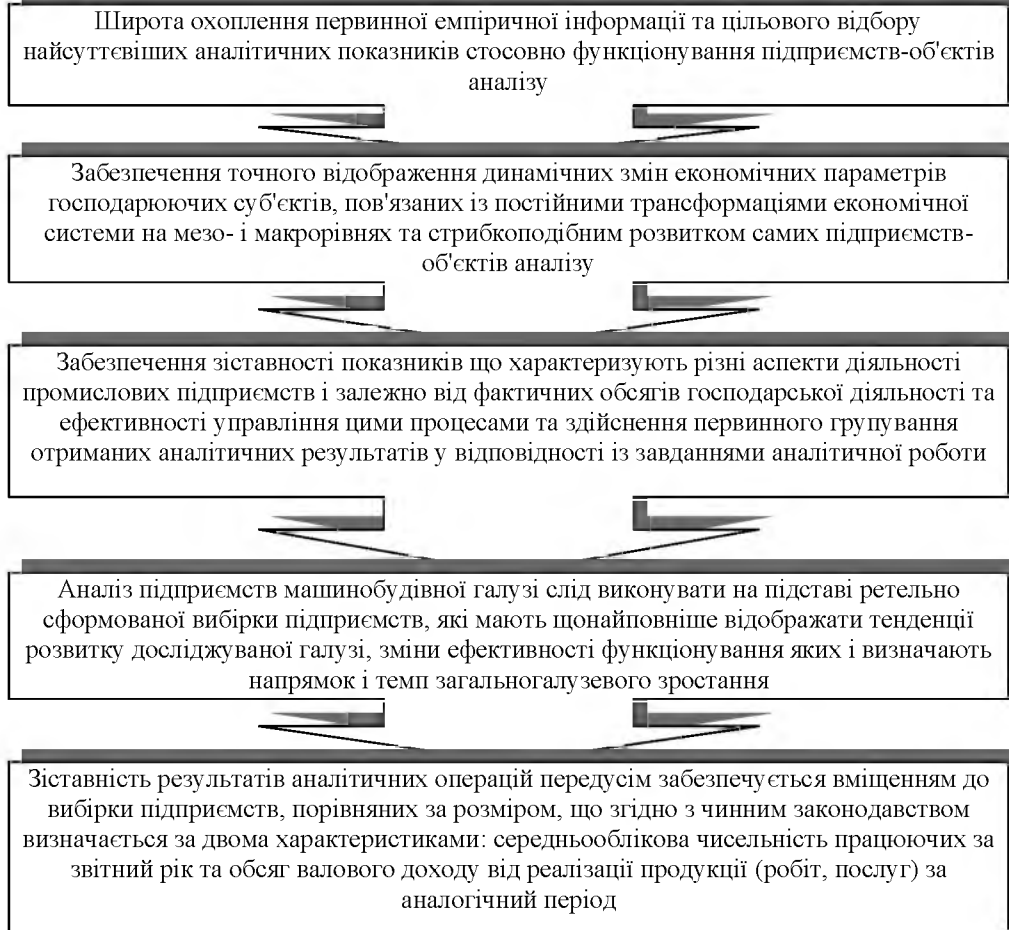 Широта охоплення первинної емпіричної інформації та цільового відбору
найсуттєвіших аналітичних показників стосовно функціонування підприємств-об'єктів
аналізу
Забезпечення точного відображення динамічних змін економічних параметрів
господарюючих суб'єктів, пов'язаних із постійними трансформаціями економічної
системи на мезо- і макрорівнях та стрибкоподібним розвитком самих підприємств-
об'єктів аналізу
Забезпечення зіставності показників що характеризують різні аспекти діяльності
промислових підприємств і залежно від фактичних обсягів господарської діяльності та
ефективності управління цими процесами та здійснення первинного групування
отриманих аналітичних результатів у відповідності із завданнями аналітичної роботи
Аналіз підприємств машинобудівної галузі слід виконувати на підставі ретельно
сформованої вибірки підприємств, які мають щонайповніше відображати тенденції
розвитку досліджуваної галузі, зміни ефективності функціонування яких і визначають
напрямок і темп загальногалузевого зростання
Зіставність результатів аналітичних операцій передусім забезпечується вміщенням до
вибірки підприємств, порівняних за розміром, що згідно з чинним законодавством
визначається за двома характеристиками: середньооблікова чисельність працюючих за
звітний рік та обсяг валового доходу від реалізації продукції (робіт, послуг) за
аналогічний період